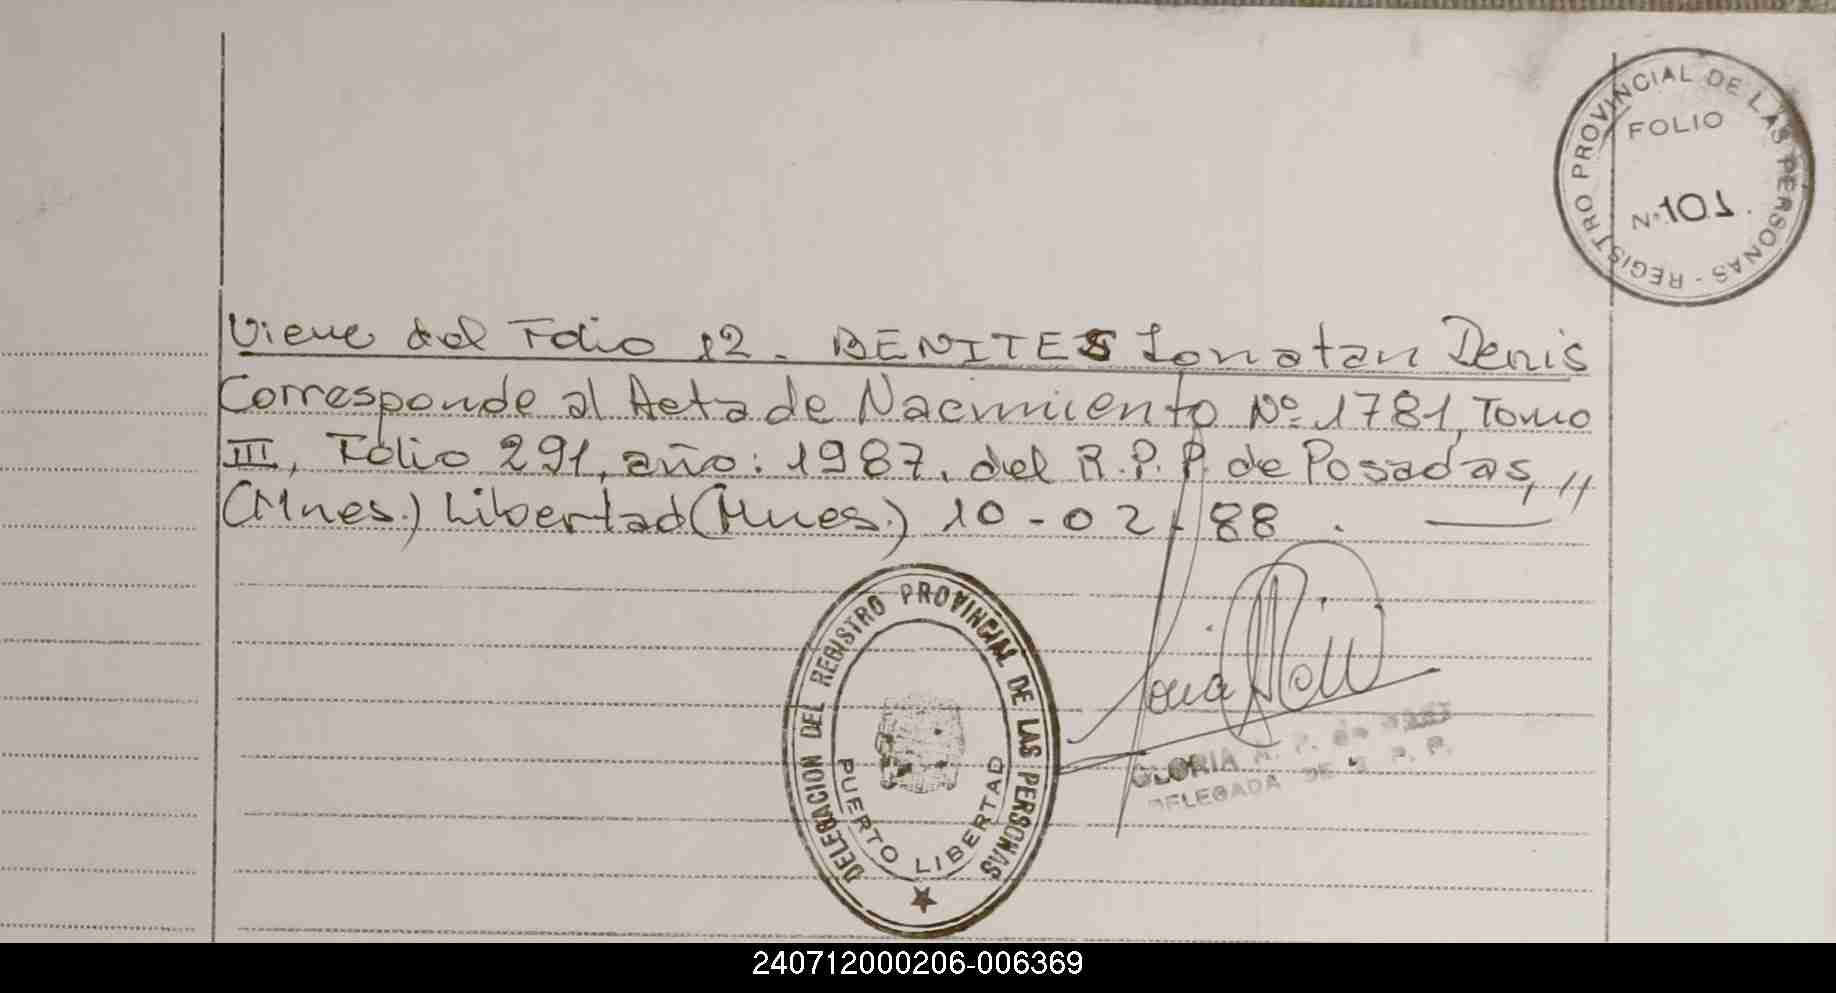 REGISTRO PROVINCIAL DE LAS PERSONAS -
FOLIO
Nº 101.
Viene del Folio 12. BENITES Jonatan Denis
Corresponde al Acta de Nacimiento Nº 1781, Tomo
III, Folio 291, año: 1987, del R.P.P. de Posadas, //
(Mnes.) Libertad (Mnes.) 10-02-88. —
DELEGACION DEL REGISTRO PROVINCIAL DE LAS PERSONAS
PUERTO LIBERTAD
GLORIA
DELEGADA DE R. P. P.
240712000206-006369